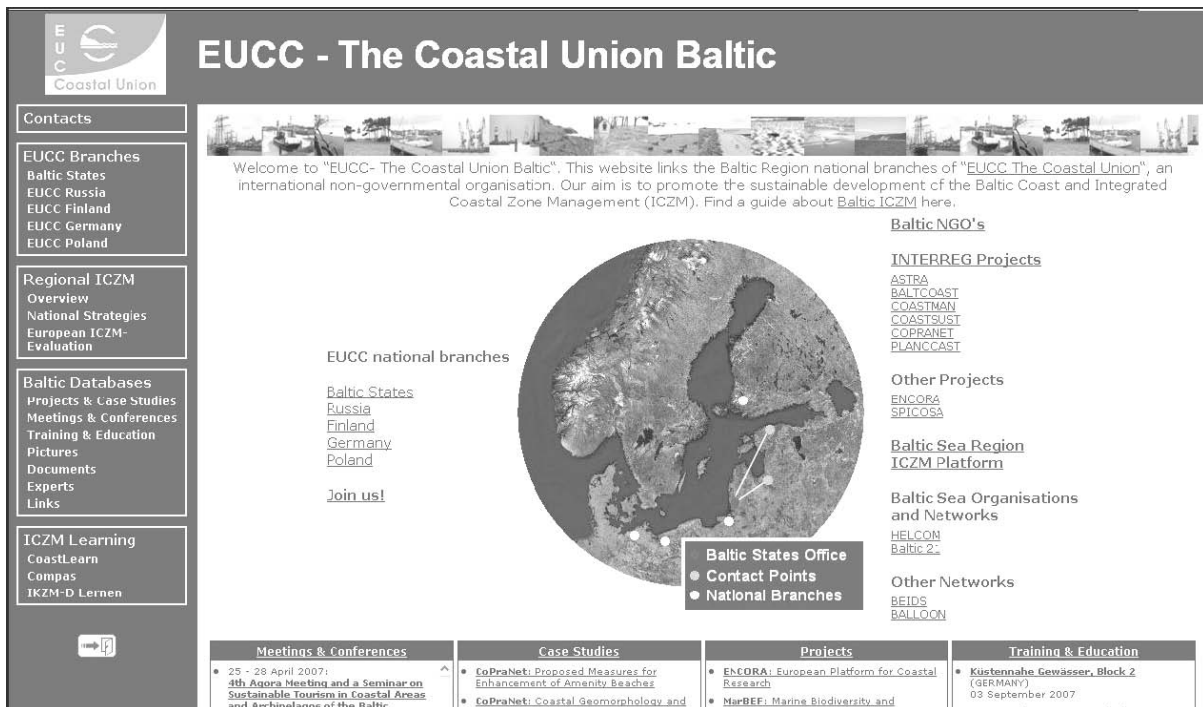 E
U
C
C
Coastal Union
EUCC - The Coastal Union Baltic
Contacts
EUCC Branches
Baltic States
EUCC Russia
EUCC Finland
EUCC Germany
EUCC Poland
Regional ICZM
Overview
National Strategies
European ICZM-
Evaluation
Baltic Databases
Projects & Case Studies
Meetings & Conferences
Training & Education
Pictures
Documents
Experts
Links
ICZM Learning
CoastLearn
Compas
IKZM-D Lernen
Welcome to "EUCC- The Coastal Union Baltic". This website links the Baltic Region national branches of "EUCC The Coastal Union", an
international non-governmental organisation. Our aim is to promote the sustainable development of the Baltic Coast and Integrated
Coastal Zone Management (ICZM). Find a guide about Baltic ICZM here.
EUCC national branches
Baltic States
Russia
Finland
Germany
Poland
Join us!
Baltic States Office
Contact Points
National Branches
Baltic NGO's
INTERREG Projects
ASTRA
BALTCOAST
COASTMAN
COASTSUST
COPRANET
PLANCCAST
Other Projects
ENCORA
SPICOSA
Baltic Sea Region
ICZM Platform
Baltic Sea Organisations
and Networks
HELCOM
Baltic
Other Networks
BEIDS
BALLOON
Meetings & Conferences
25 - 28 April 2007:
4th Agora Meeting and a Seminar on
Sustainable Tourism in Coastal Areas
and Archipelagos of the Baltic
Case Studies
CoPraNet: Proposed Measures for
Enhancement of Amenity Beaches
CoPraNet: Coastal Geomorphology and
Projects
ENCORA: European Platform for Coastal
Research
MarBEF: Marine Biodiversity and
Training & Education
Küstennahe Gewässer, Block 2
(GERMANY)
03 September 2007